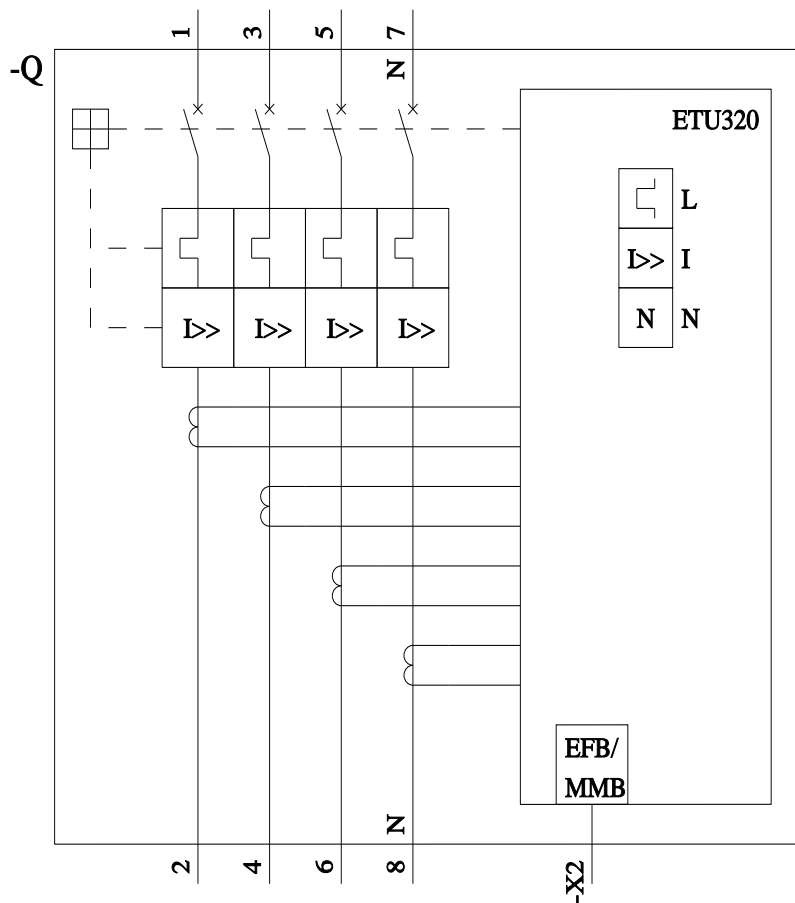 1 3 5 7
-Q
N
ETU320
L
I>> I
N N
I>> I>> I>> I>>
EFB/
MMB
N
2 4 6 8
-X2